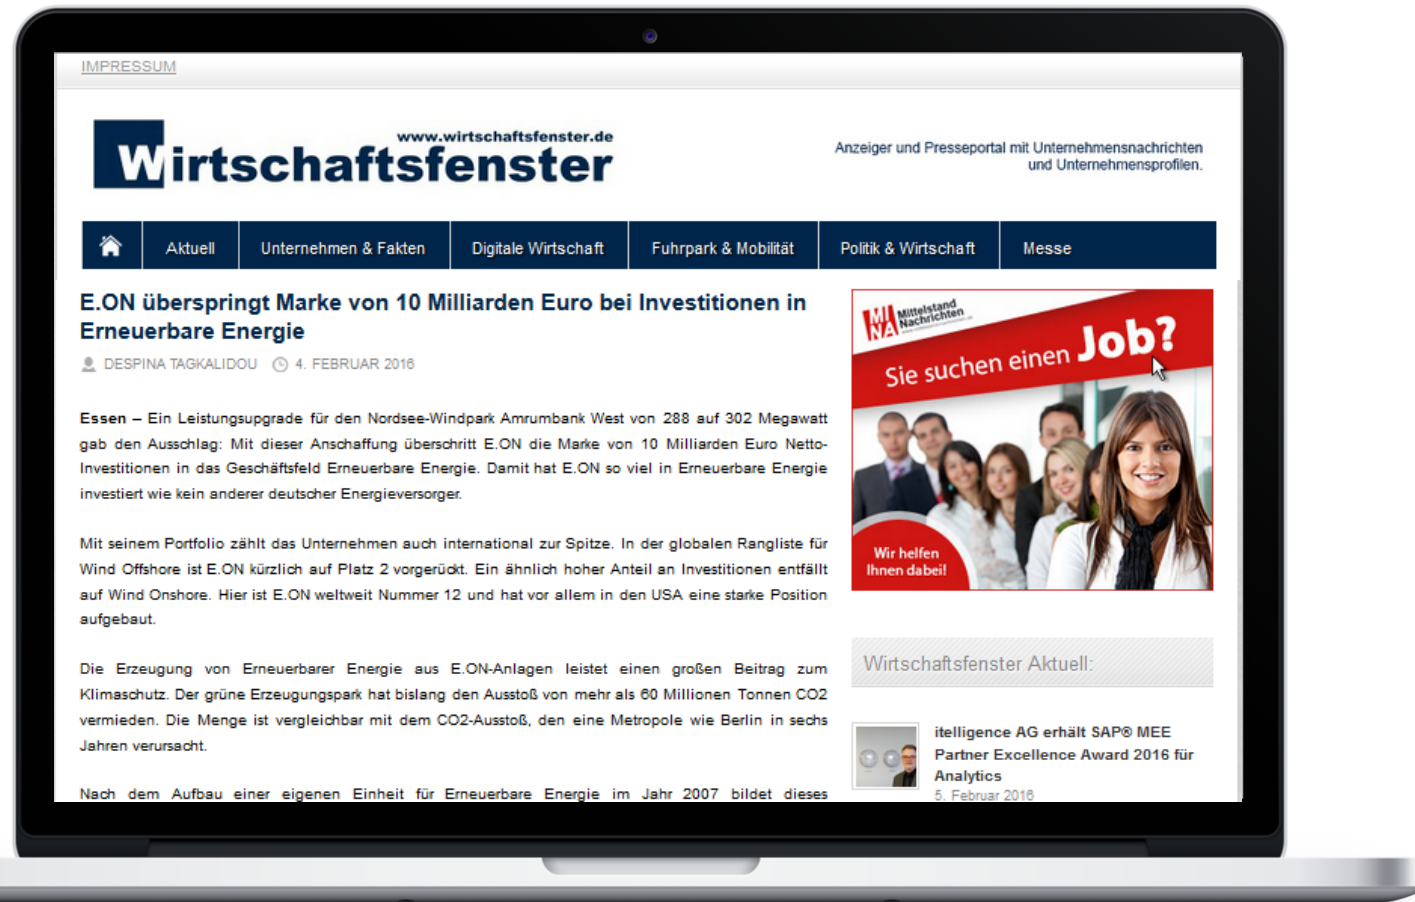 IMPRESSUM
www.wirtschaftsfenster.de
Wirtschaftsfenster
Anzeiger und Presseportal mit Unternehmensnachrichten
und Unternehmensprofilen.
Aktuell Unternehmen & Fakten Digitale Wirtschaft Fuhrpark & Mobilität Politik & Wirtschaft Messe
E.ON überspringt Marke von 10 Milliarden Euro bei Investitionen in
Erneuerbare Energie
DESPINA TAGKALIDOU 4. FEBRUAR 2016
Essen – Ein Leistungsupgrade für den Nordsee-Windpark Amrumbank West von 288 auf 302 Megawatt
gab den Ausschlag: Mit dieser Anschaffung überschritt E.ON die Marke von 10 Milliarden Euro Netto-
Investitionen in das Geschäftsfeld Erneuerbare Energie. Damit hat E.ON so viel in Erneuerbare Energie
investiert wie kein anderer deutscher Energieversorger.
Mit seinem Portfolio zählt das Unternehmen auch international zur Spitze. In der globalen Rangliste für
Wind Offshore ist E.ON kürzlich auf Platz 2 vorgerückt. Ein ähnlich hoher Anteil an Investitionen entfällt
auf Wind Onshore. Hier ist E.ON weltweit Nummer 12 und hat vor allem in den USA eine starke Position
aufgebaut.
Die Erzeugung von Erneuerbarer Energie aus E.ON-Anlagen leistet einen großen Beitrag zum
Klimaschutz. Der grüne Erzeugungspark hat bislang den Ausstoß von mehr als 60 Millionen Tonnen CO2
vermieden. Die Menge ist vergleichbar mit dem CO2-Ausstoß, den eine Metropole wie Berlin in sechs
Jahren verursacht.
Nach dem Aufbau einer eigenen Einheit für Erneuerbare Energie im Jahr 2007 bildet dieses
MI Mittelstand
NA Nachrichten
Sie suchen einen Job?
Wir helfen
Ihnen dabei!
Wirtschaftsfenster Aktuell:
itelligence AG erhält SAP® MEE
Partner Excellence Award 2016 für
Analytics
5. Februar 2016